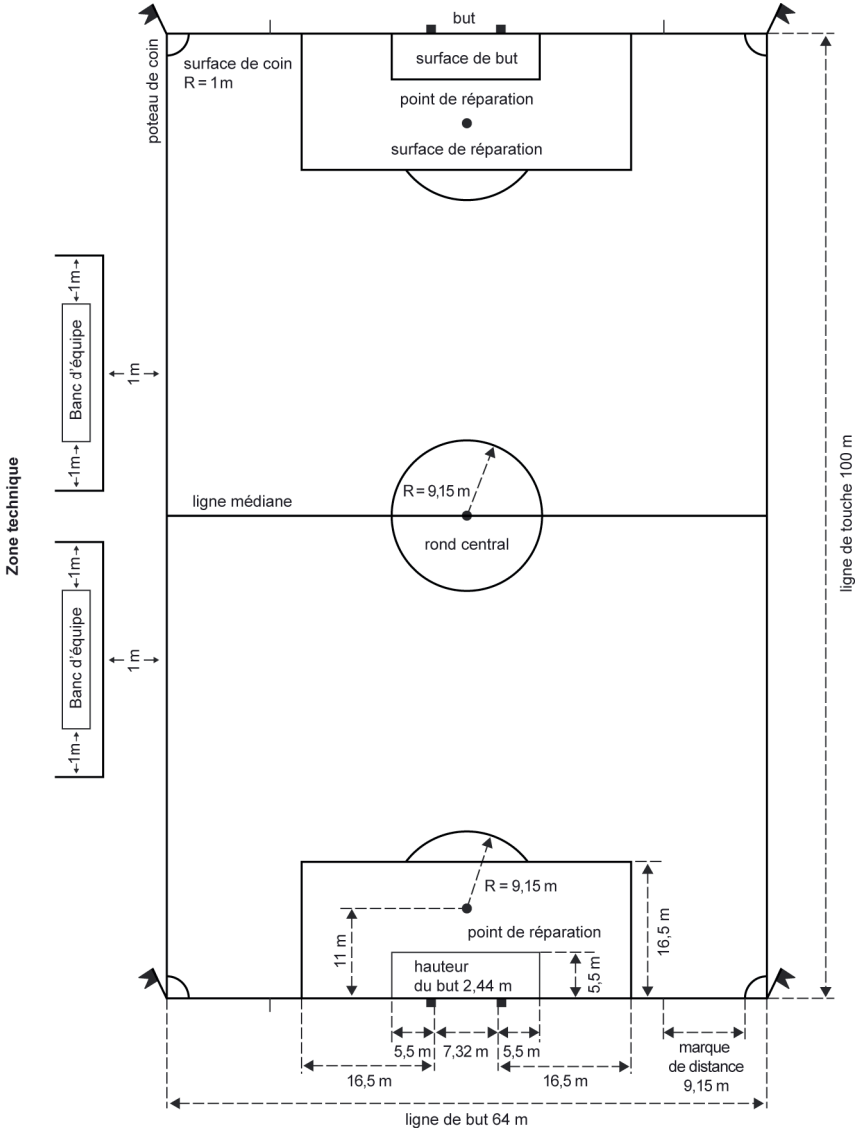 but
surface de but
surface de coin
R = 1 m
poteau de coin
point de réparation
surface de réparation
1m
Banc d'équipe
1m
1 m
Zone technique
ligne médiane
R = 9,15 m
rond central
ligne de touche 100 m
1m
Banc d'équipe
1m
1 m
R = 9,15 m
point de réparation
11 m
16,5 m
hauteur
du but 2,44 m
5,5 m
5,5 m
7,32 m
5,5 m
16,5 m
16,5 m
marque
de distance
9,15 m
ligne de but 64 m